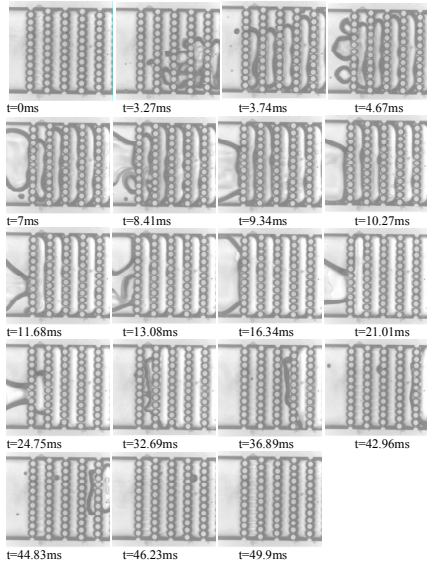 t=0ms t=3.27ms t=3.74ms t=4.67ms
t=7ms t=8.41ms t=9.34ms t=10.27ms
t=11.68ms t=13.08ms t=16.34ms t=21.01ms
t=24.75ms t=32.69ms t=36.89ms t=42.96ms
t=44.83ms t=46.23ms t=49.9ms